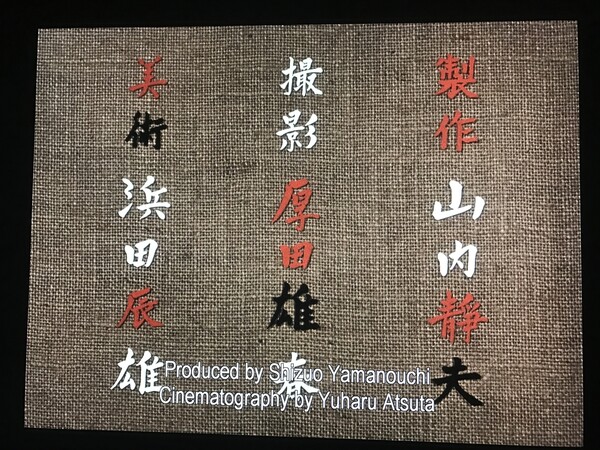 製作 山内静夫
撮影 厚田雄春
美術 浜田辰雄
Produced by Shizuo Yamanouchi
Cinematography by Yuharu Atsuta